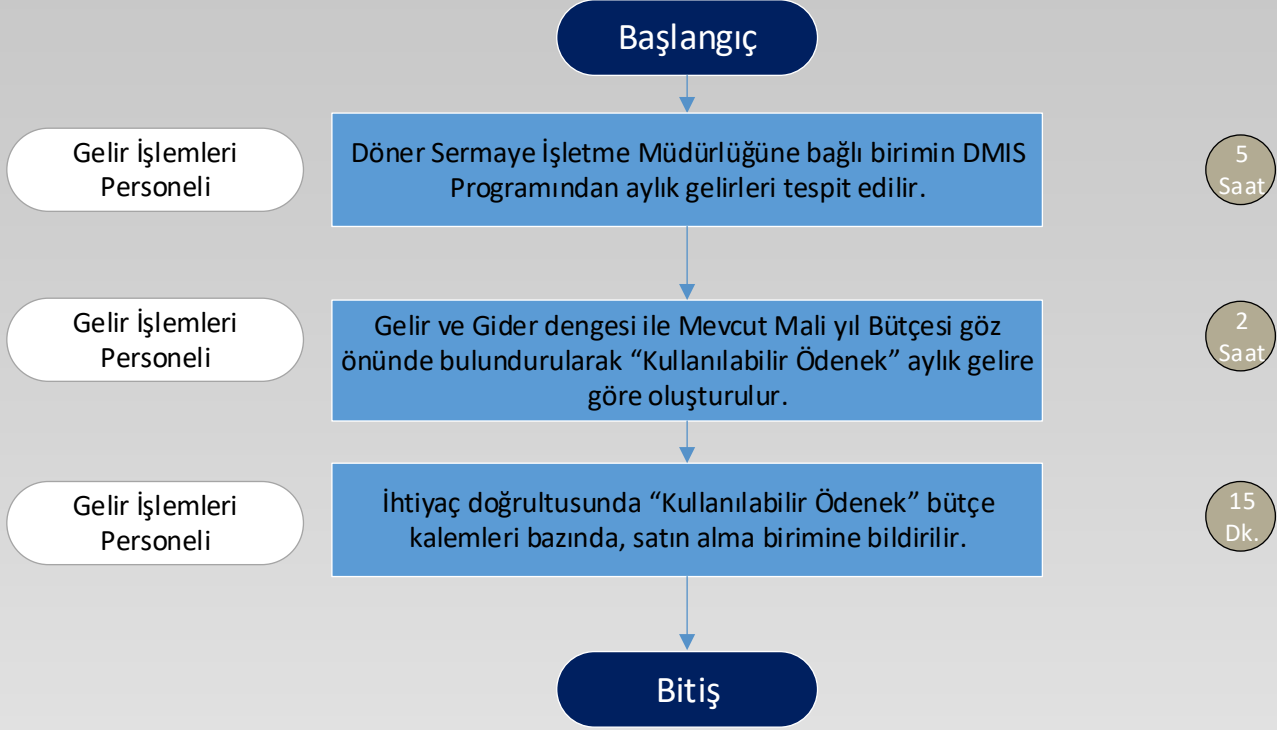 Başlangıç
Gelir İşlemleri
Personeli
Döner Sermaye İşletme Müdürlüğüne bağlı birimin DMIS
Programından aylık gelirleri tespit edilir.
5
Saat
Gelir İşlemleri
Personeli
Gelir ve Gider dengesi ile Mevcut Mali yıl Bütçesi göz
önünde bulundurularak “Kullanılabilir Ödenek” aylık gelire
göre oluşturulur.
2
Saat
Gelir İşlemleri
Personeli
İhtiyaç doğrultusunda “Kullanılabilir Ödenek” bütçe
kalemleri bazında, satın alma birimine bildirilir.
15
Dk.
Bitiş